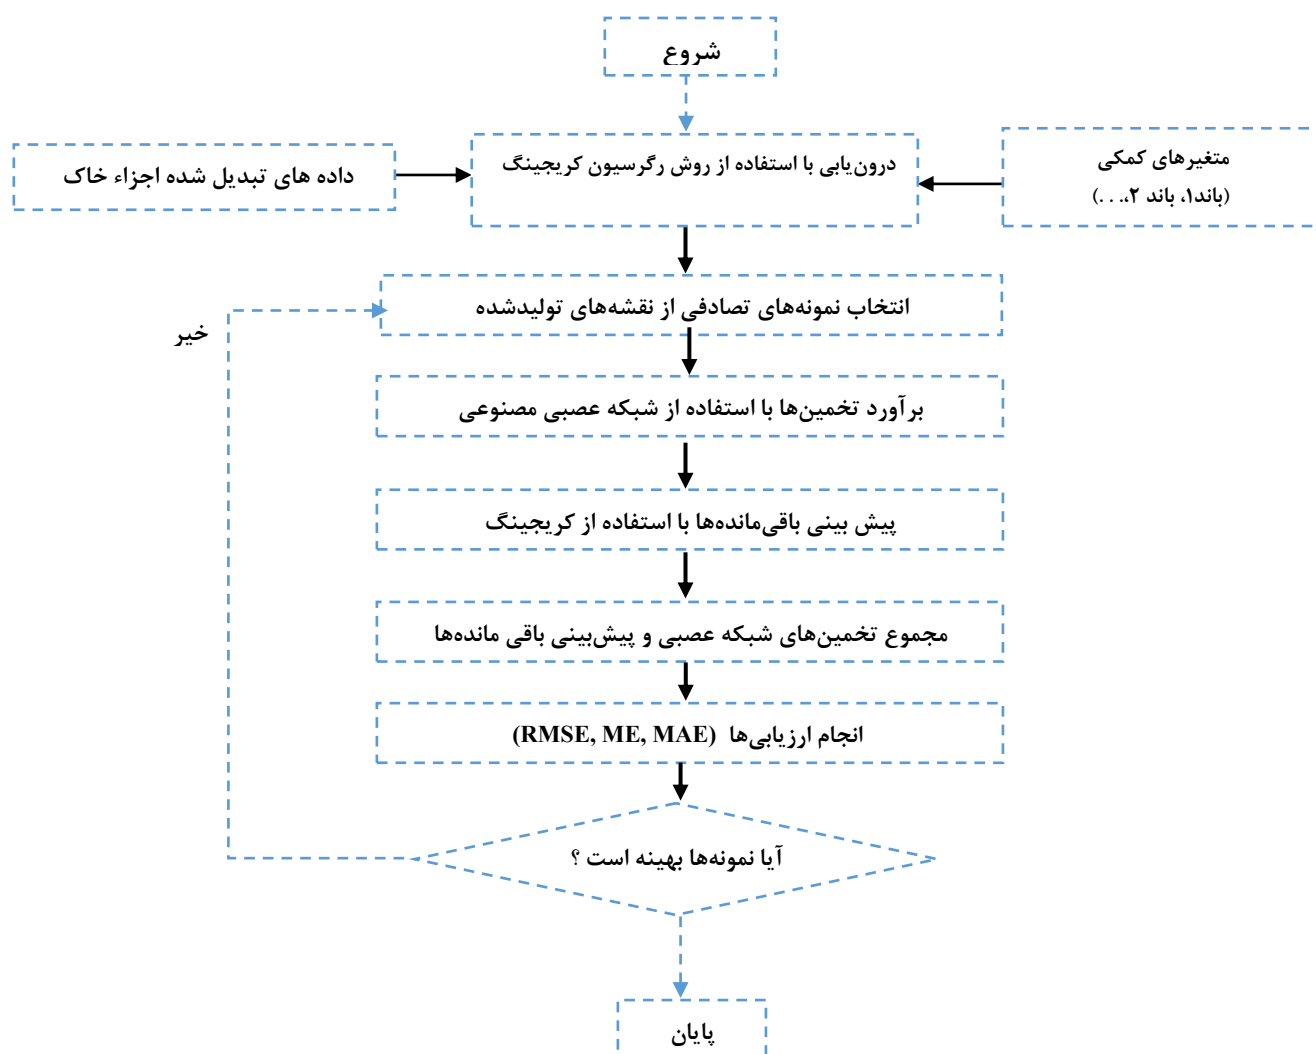 شروع
درون‌یابی با استفاده از روش رگرسیون کریجینگ
متغیرهای کمکی
(باند۱، باند ۲،. . .)
داده های تبدیل شده اجزاء خاک
انتخاب نمونه‌های تصادفی از نقشه‌های تولیدشده
خیر
برآورد تخمین‌ها با استفاده از شبکه عصبی مصنوعی
پیش بینی باقی‌مانده‌ها با استفاده از کریجینگ
مجموع تخمین‌های شبکه عصبی و پیش‌بینی باقی مانده‌ها
انجام ارزیابی‌ها (RMSE, ME, MAE)
آیا نمونه‌ها بهینه است ؟
پایان